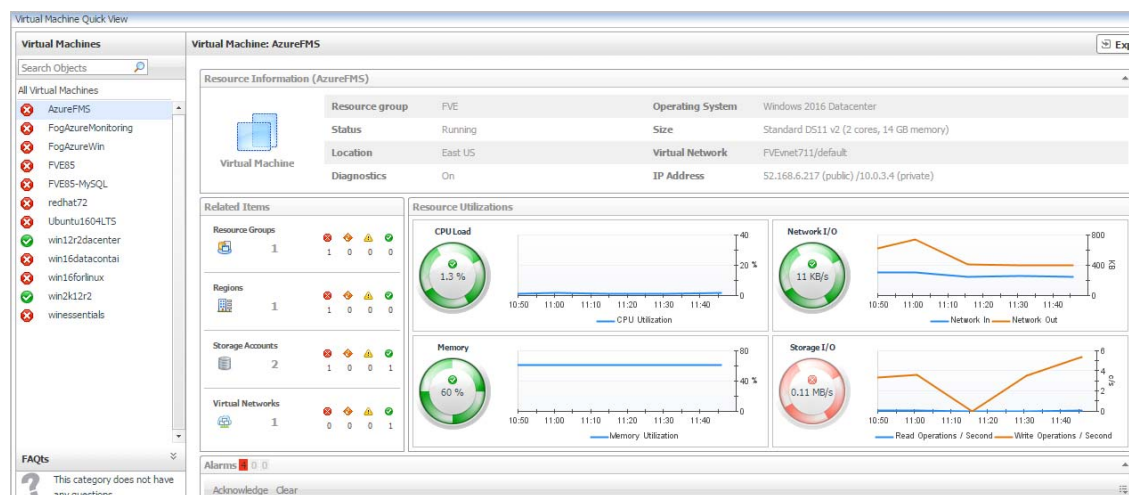 Virtual Machine Quick View
Virtual Machines
Search Objects
All Virtual Machines
AzureFMS
FogAzureMonitoring
FogAzureWin
FVE85
FVE85-MySQL
redhat72
Ubuntu1604LTS
win12r2dacenter
win16datacontai
win16forlinux
win2k12r2
winessentials
FAQts
This category does not have
any questions
Virtual Machine: AzureFMS
Exp
Resource Information (AzureFMS)
Virtual Machine
Resource group FVE Operating System Windows 2016 Datacenter
Status Running Size Standard DS11 v2 (2 cores, 14 GB memory)
Location East US Virtual Network FVEvnet711/default
Diagnostics On IP Address 52.168.6.217 (public) /10.0.3.4 (private)
Related Items
Resource Groups
1 1 0 0 0
Regions
1 1 0 0 0
Storage Accounts
2 1 0 0 1
Virtual Networks
1 0 0 0 1
Resource Utilizations
CPU Load
1.3 %
40
20
0
%
10:50 11:00 11:10 11:20 11:30 11:40
CPU Utilization
Network I/O
11 KB/s
800
400
0
KB
10:50 11:00 11:10 11:20 11:30 11:40
Network In Network Out
Memory
60 %
80
40
0
%
10:50 11:00 11:10 11:20 11:30 11:40
Memory Utilization
Storage I/O
0.11 MB/s
6
4
2
0
c/s
10:50 11:00 11:10 11:20 11:30 11:40
Read Operations / Second Write Operations / Second
Alarms 4 0 0
Acknowledge Clear